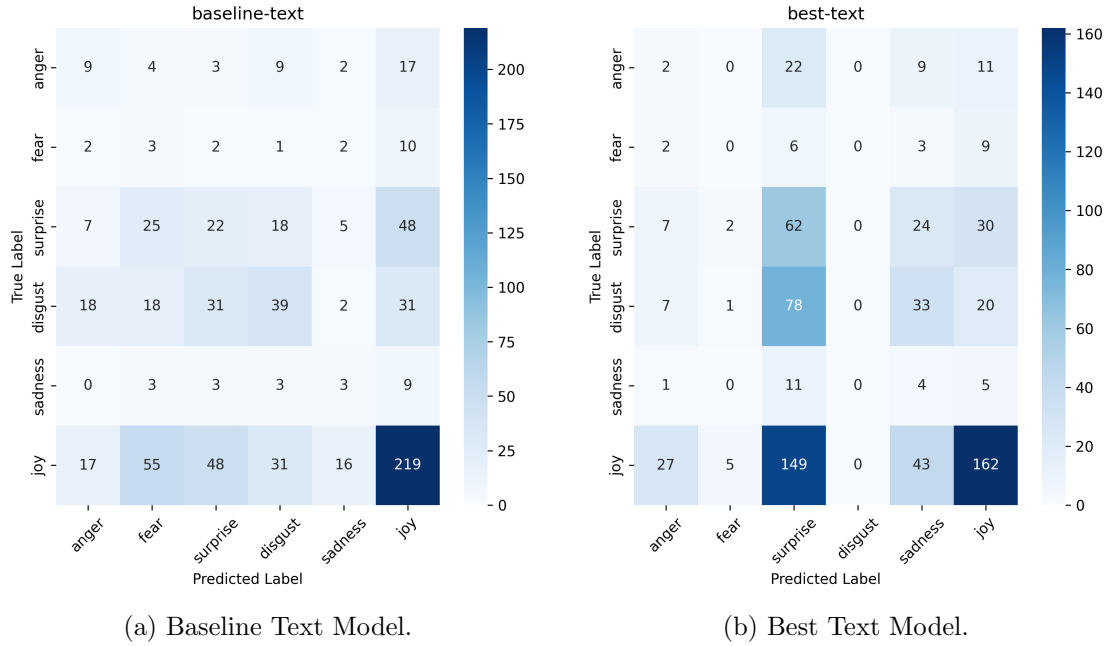 baseline-text
anger 9 4 3 9 2 17
fear 2 3 2 1 2 10
surprise 7 25 22 18 5 48
disgust 18 18 31 39 2 31
sadness 0 3 3 3 3 9
joy 17 55 48 31 16 219
anger fear surprise disgust sadness joy
True Label
Predicted Label
200
175
150
125
100
75
50
25
0
(a) Baseline Text Model.
best-text
anger 2 0 22 0 9 11
fear 2 0 6 0 3 9
surprise 7 2 62 0 24 30
disgust 7 1 78 0 33 20
sadness 1 0 11 0 4 5
joy 27 5 149 0 43 162
anger fear surprise disgust sadness joy
True Label
Predicted Label
160
140
120
100
80
60
40
20
0
(b) Best Text Model.